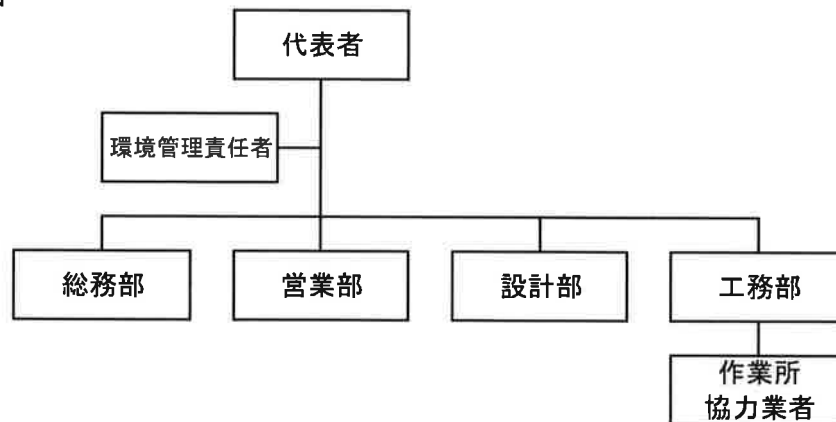 代表者
環境管理責任者
総務部
営業部
設計部
工務部
作業所
協力業者